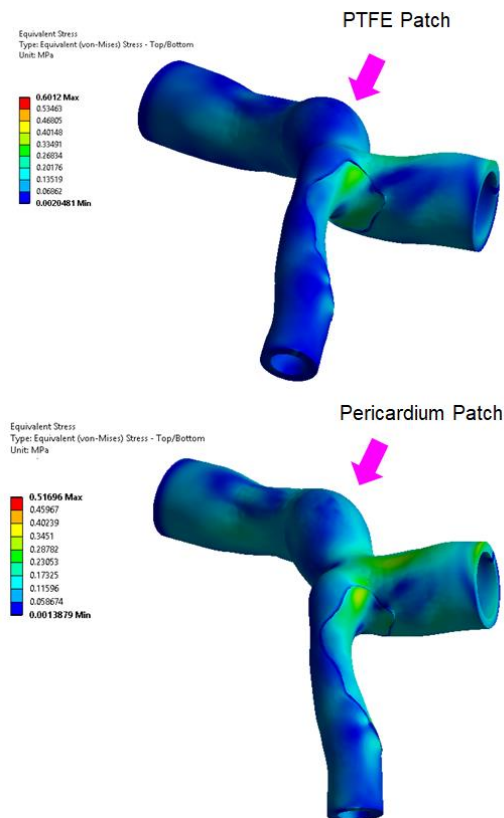 PTFE Patch
Equivalent Stress
Type: Equivalent (von-Mises) Stress - Top/Bottom
Unit: MPa
0.6012 Max
0.53463
0.46805
0.40148
0.33491
0.26834
0.20176
0.13519
0.06862
0.0020481 Min
Pericardium Patch
Equivalent Stress
Type: Equivalent (von-Mises) Stress - Top/Bottom
Unit: MPa
0.51696 Max
0.45967
0.40239
0.3451
0.28782
0.23053
0.17325
0.11596
0.058674
0.0013879 Min